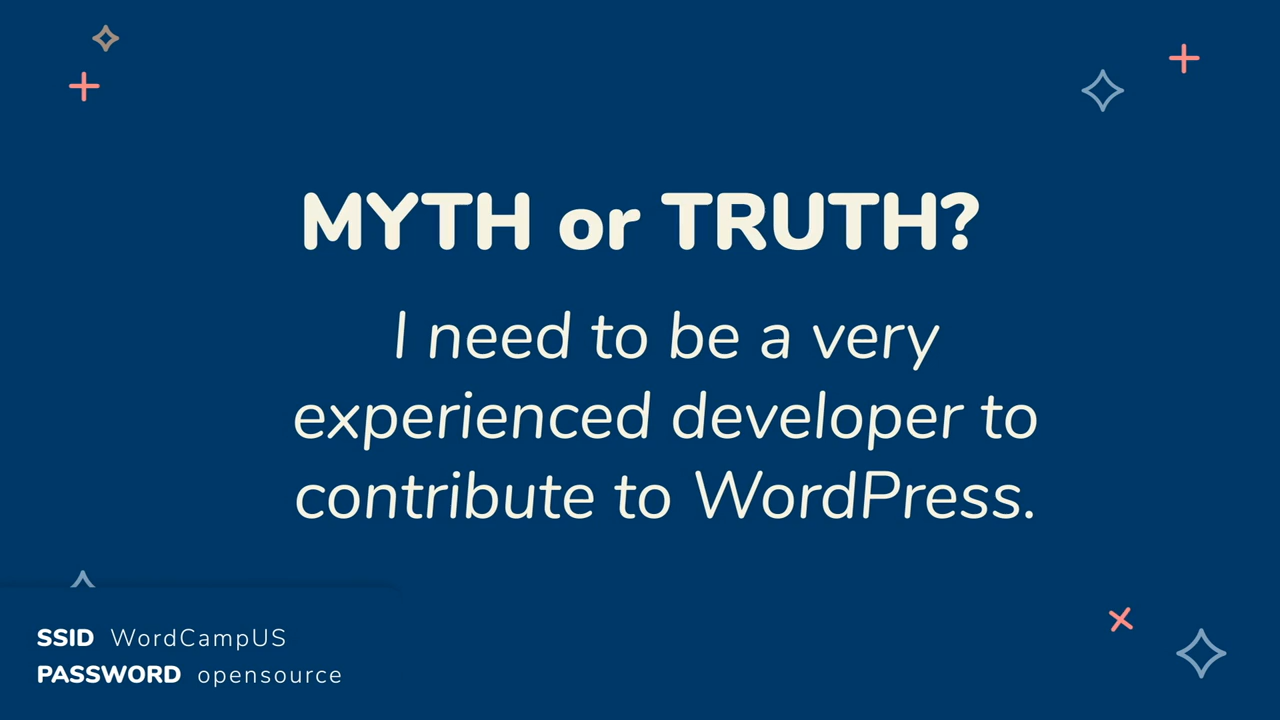 MYTH or TRUTH?
I need to be a very
experienced developer to
contribute to WordPress.
SSID WordCampUS
PASSWORD opensource